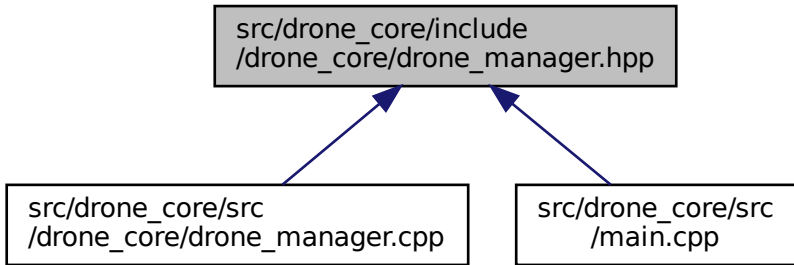 src/drone_core/include
/drone_core/drone_manager.hpp
src/drone_core/src
/drone_core/drone_manager.cpp
src/drone_core/src
/main.cpp